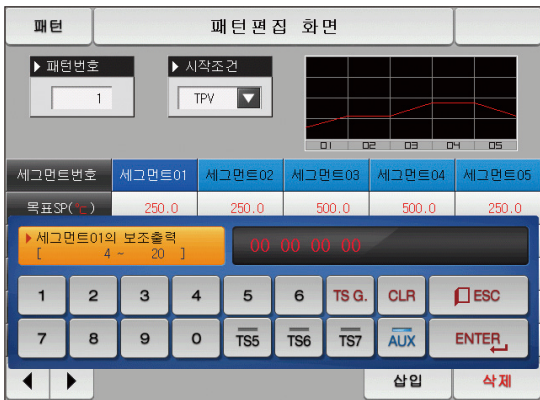 패턴
패턴편집 화면
▶ 패턴번호
▶ 시작조건
1
TPV
01 02 03 04 05
세그먼트번호 세그먼트01 세그먼트02 세그먼트03 세그먼트04 세그먼트05
목표SP(℃) 250.0 250.0 500.0 500.0 250.0
▶세그먼트01의 보조출력
[ 4 ~ 20 ]
00 00 00 00
1 2 3 4 5 6 TS G. CLR ESC
7 8 9 0 TS5 TS6 TS7 AUX ENTER
삽입 삭제